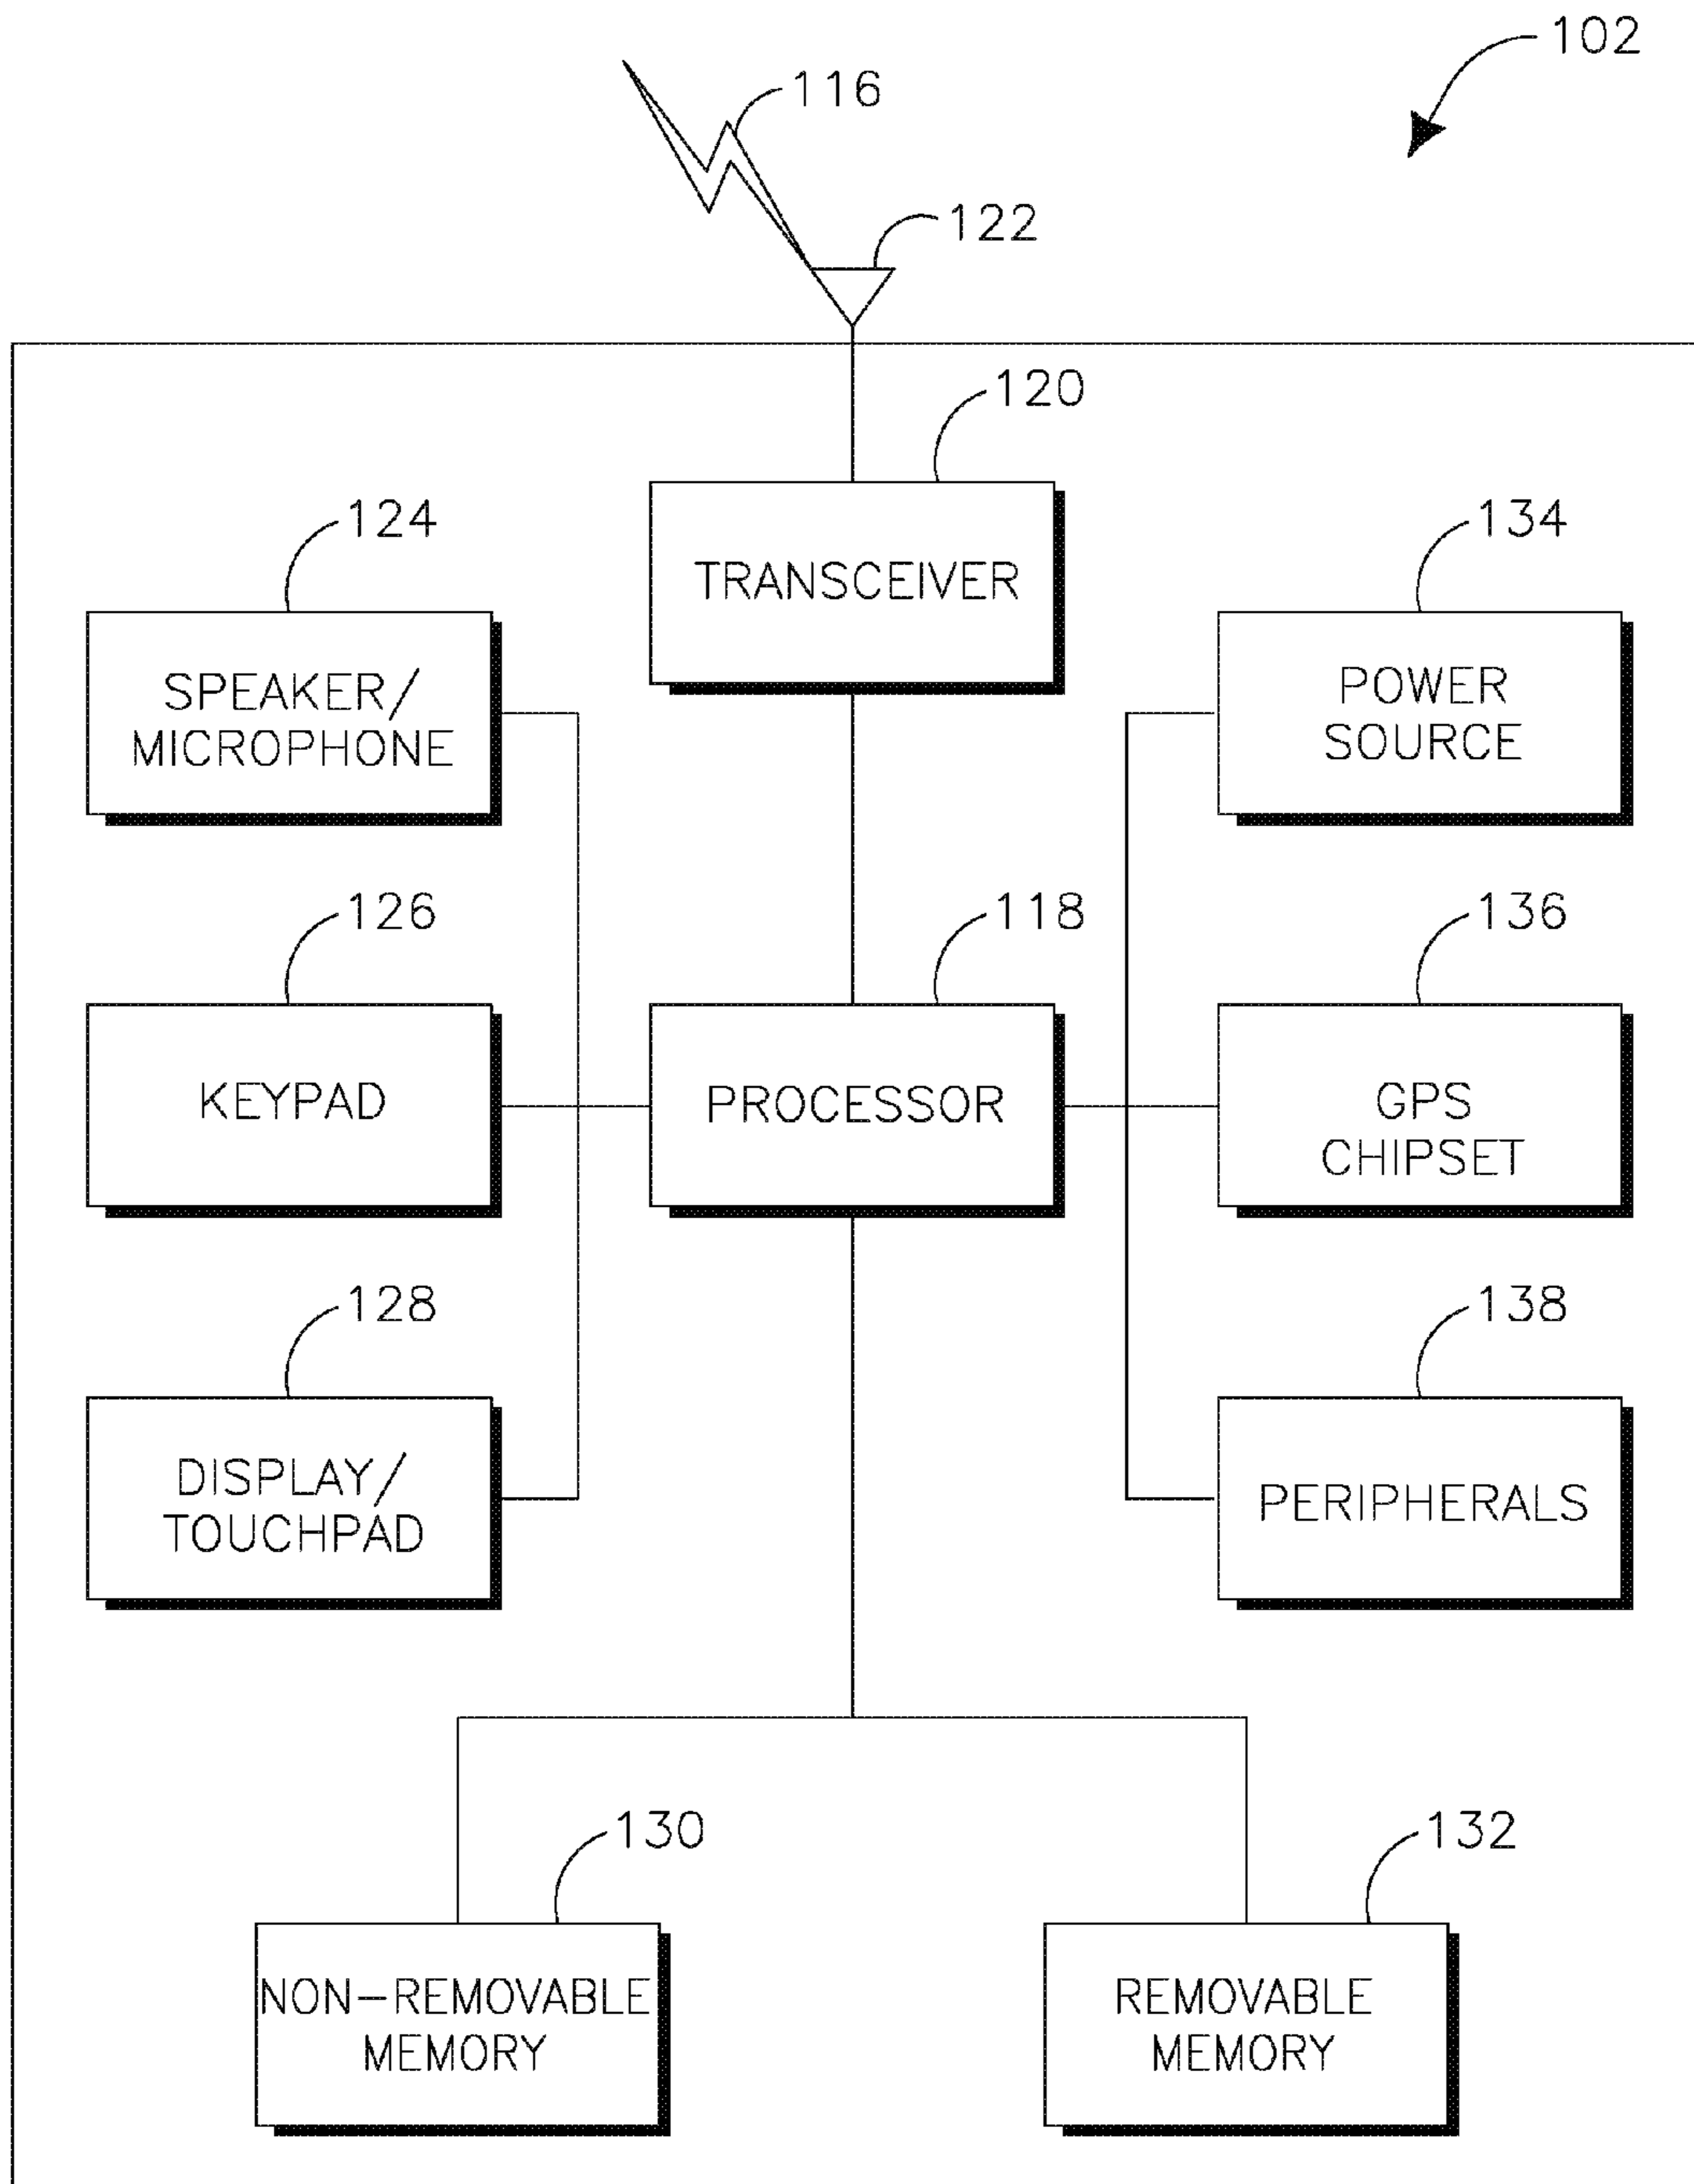 102
116
122
120
TRANSCEIVER
124
SPEAKER/
MICROPHONE
134
POWER
SOURCE
126
KEYPAD
118
PROCESSOR
136
GPS
CHIPSET
128
DISPLAY/
TOUCHPAD
138
PERIPHERALS
130
NON-REMOVABLE
MEMORY
132
REMOVABLE
MEMORY